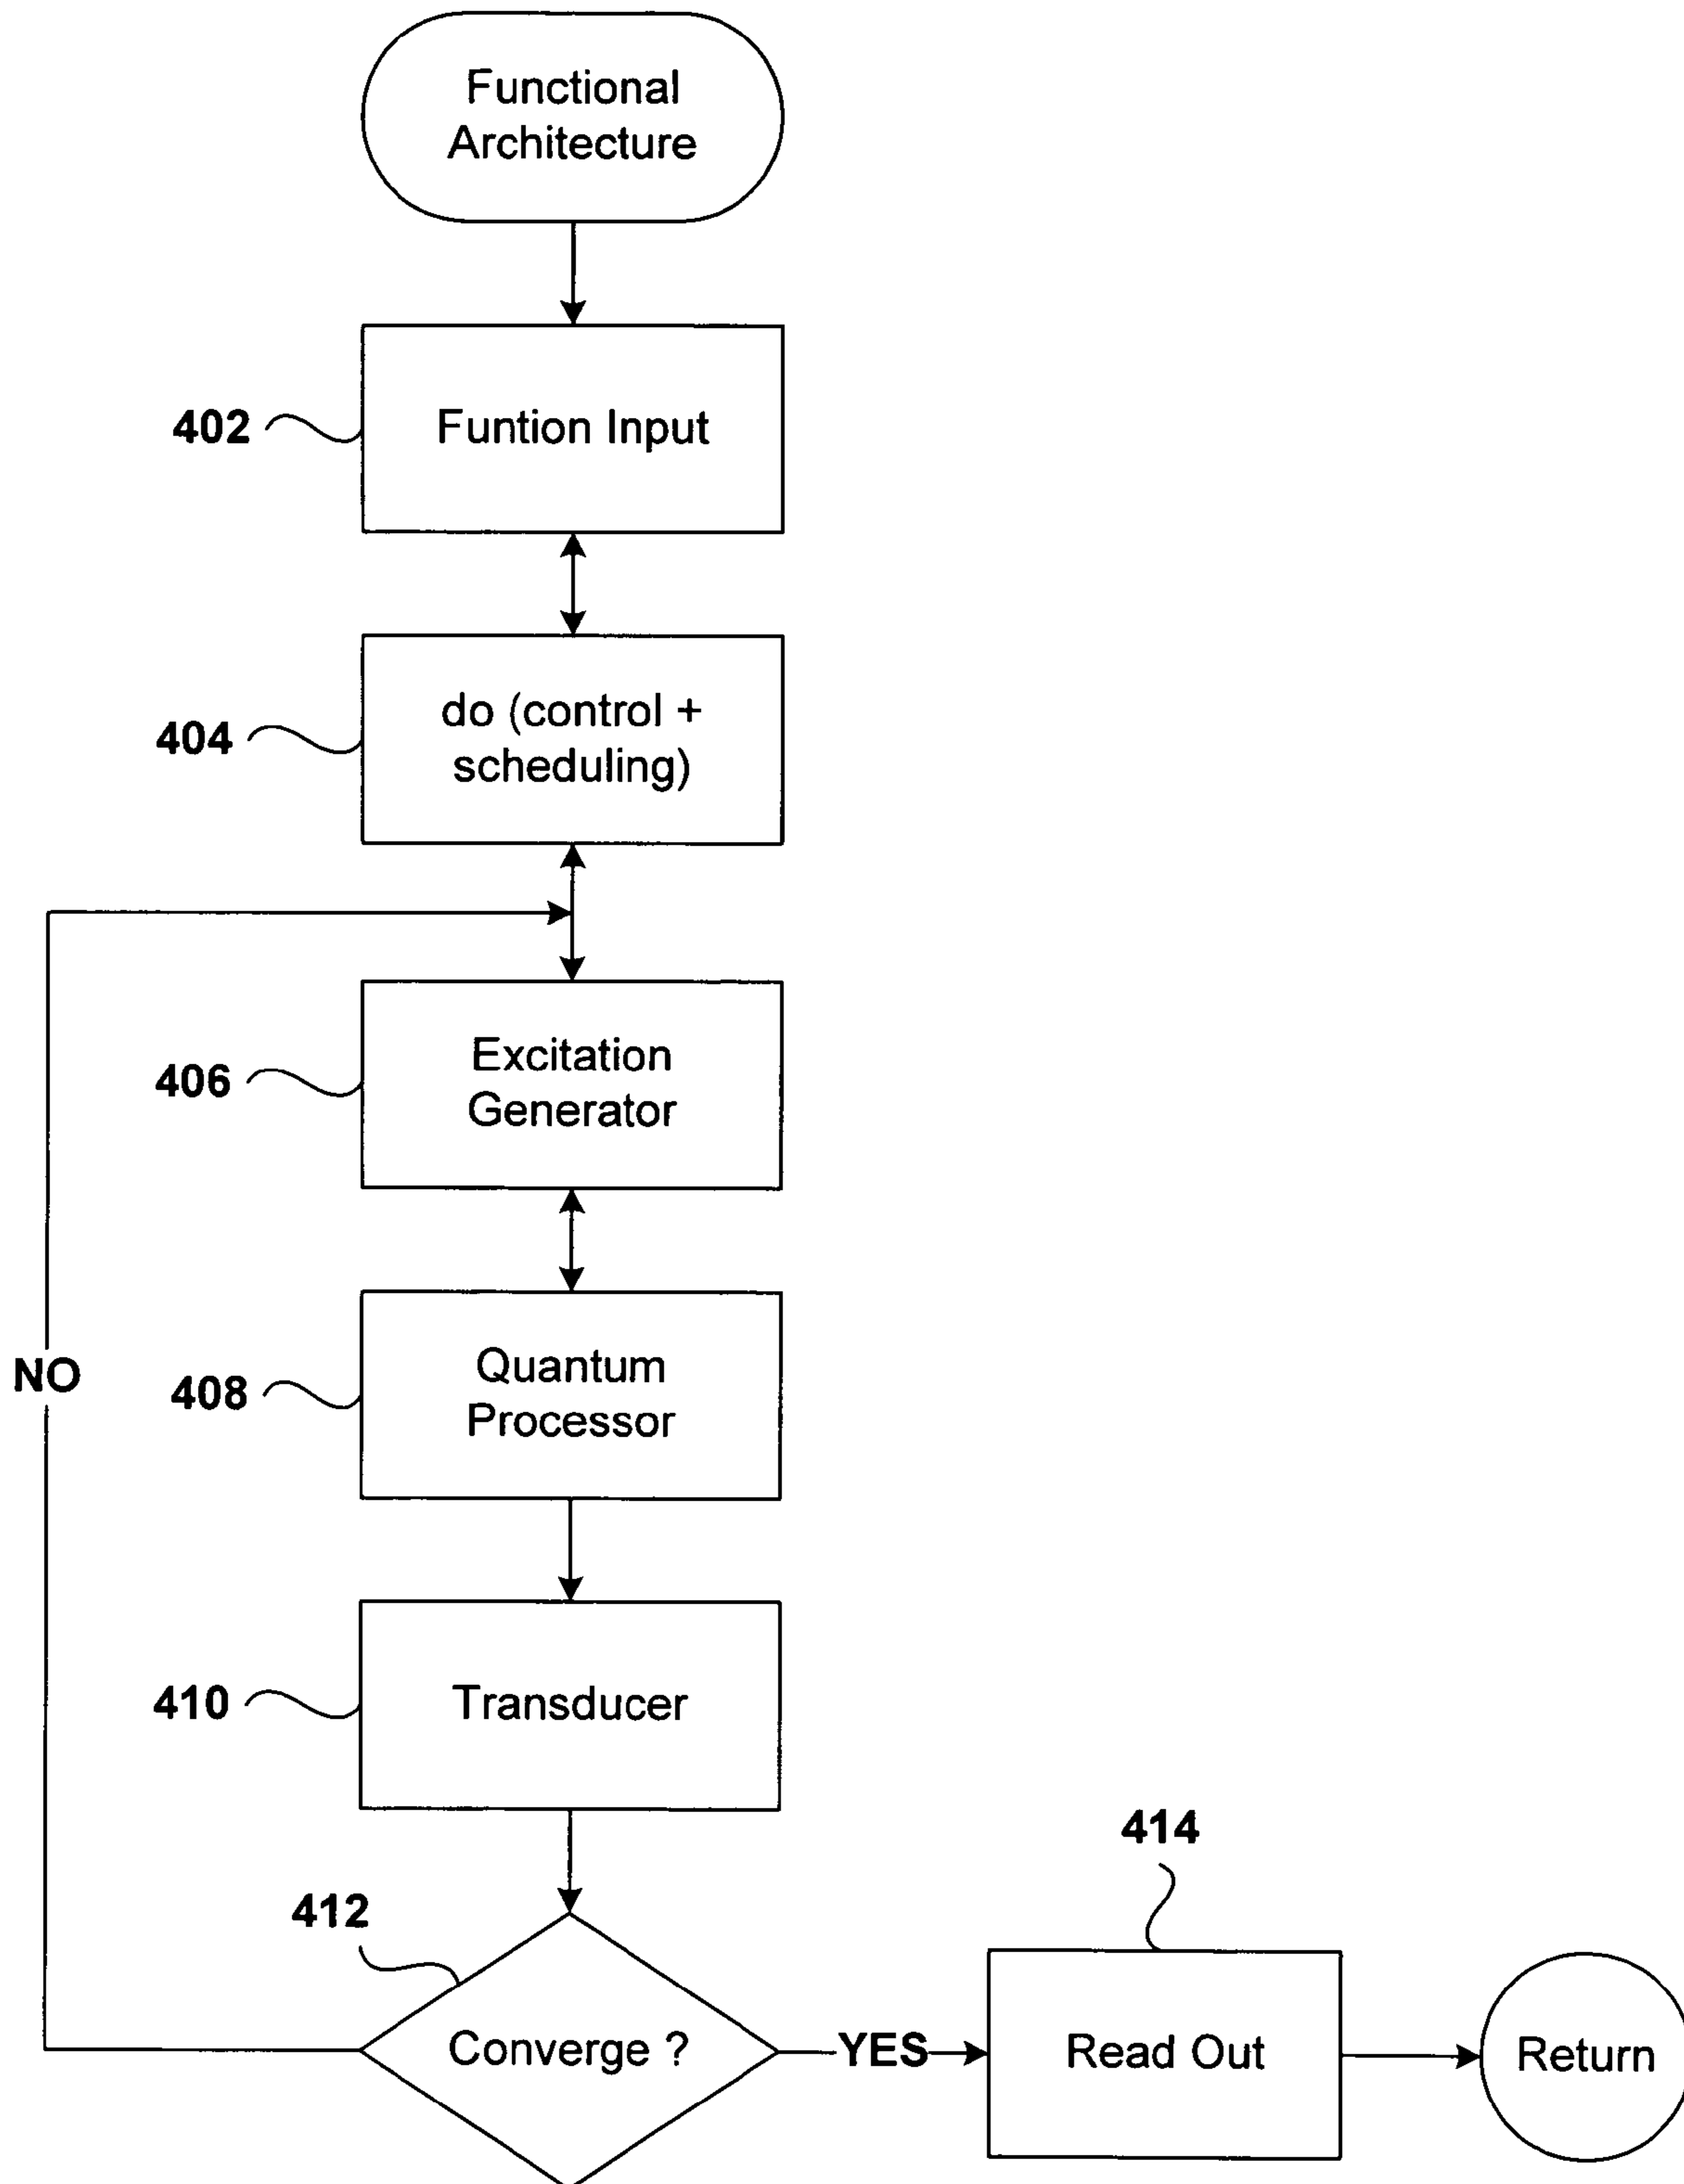 Functional
Architecture
402
Funtion Input
404
do (control +
scheduling)
406
Excitation
Generator
NO
408
Quantum
Processor
410
Transducer
414
412
Converge ?
YES
Read Out
Return